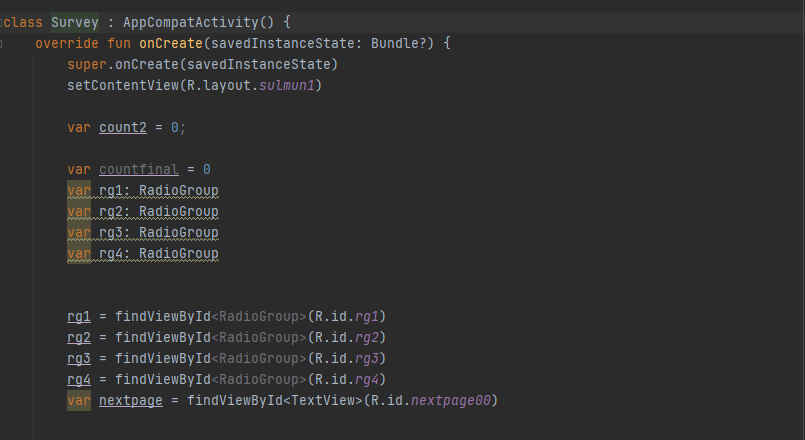 class Survey : AppCompatActivity() {
override fun onCreate(savedInstanceState: Bundle?) {
super.onCreate(savedInstanceState)
setContentView(R.layout.sulmun1)
var count2 = 0;
var countfinal = 0
var rg1: RadioGroup
var rg2: RadioGroup
var rg3: RadioGroup
var rg4: RadioGroup
rg1 = findViewById<RadioGroup>(R.id.rg1)
rg2 = findViewById<RadioGroup>(R.id.rg2)
rg3 = findViewById<RadioGroup>(R.id.rg3)
rg4 = findViewById<RadioGroup>(R.id.rg4)
var nextpage = findViewById<TextView>(R.id.nextpage00)